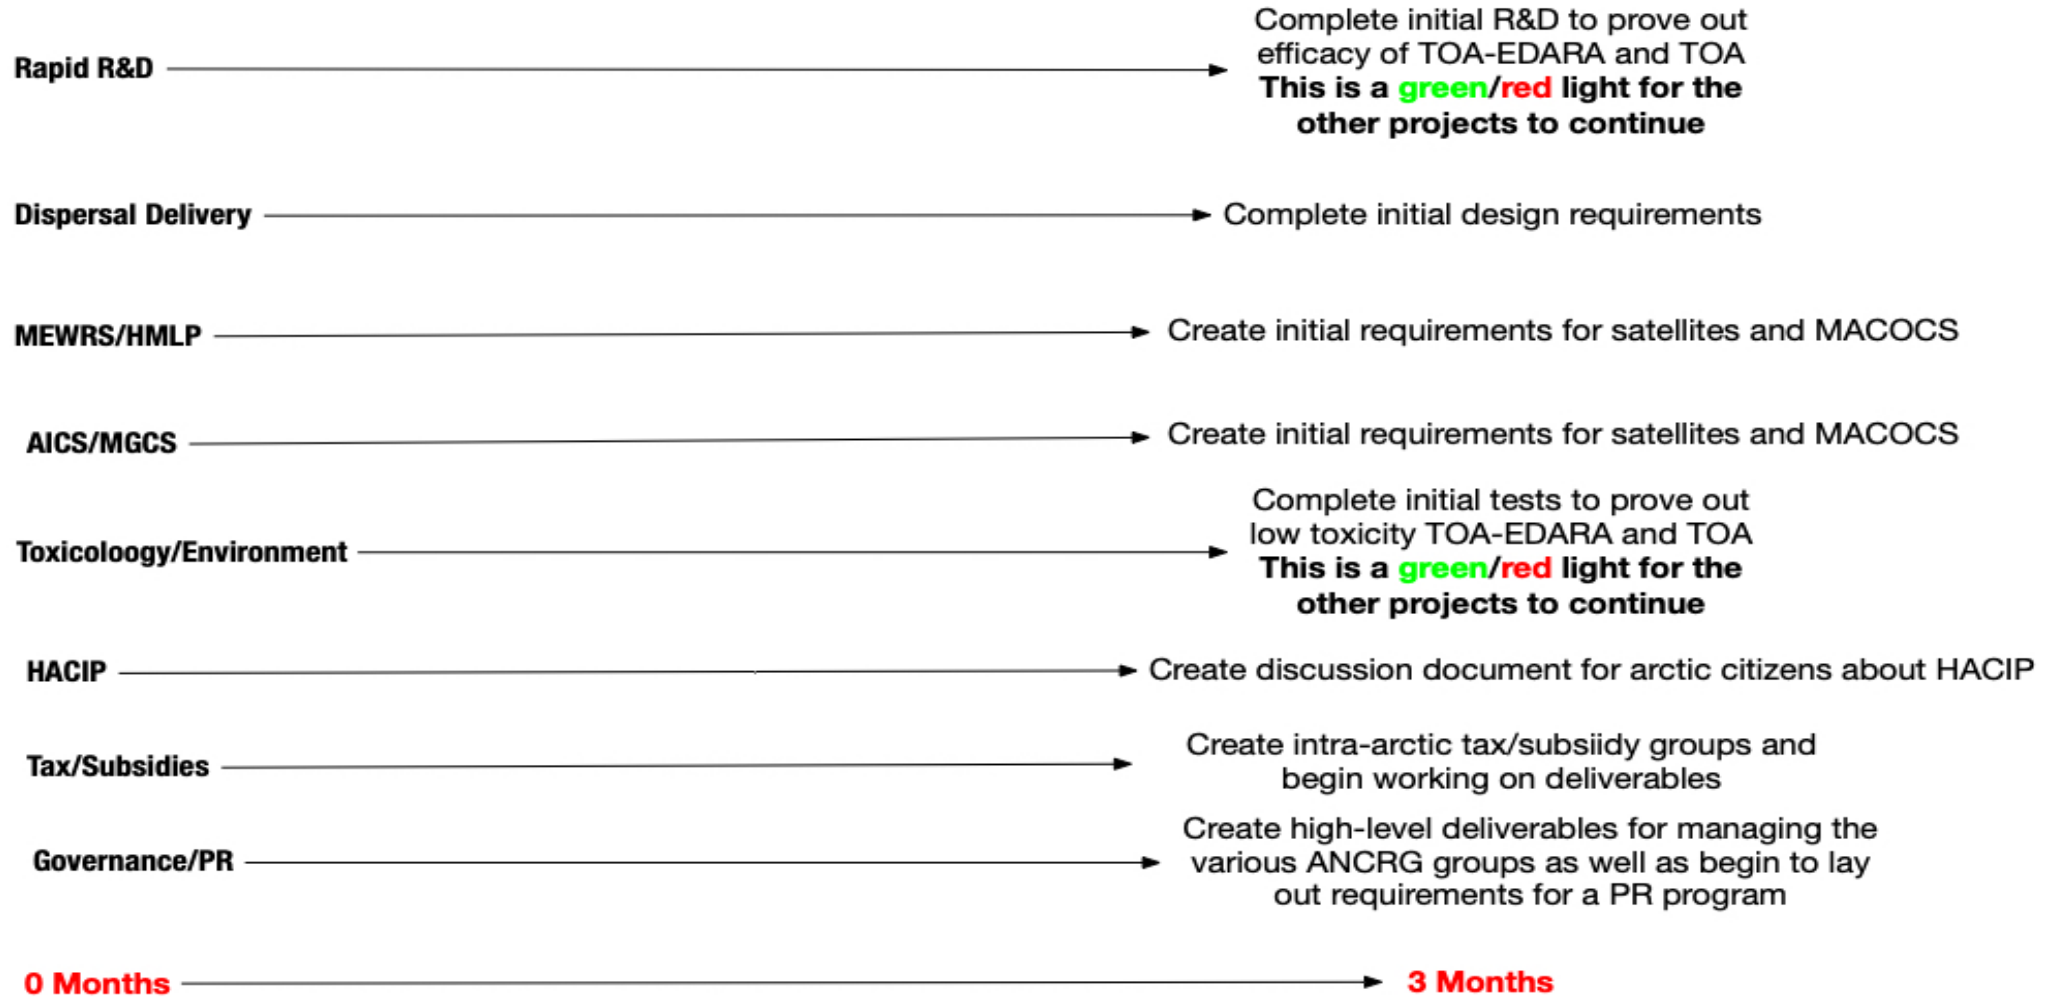 Complete initial R&D to prove out
efficacy of TOA-EDARA and TOA
Rapid R&D
This is a green/red light for the
other projects to continue
Dispersal Delivery
Complete initial design requirements
MEWRS/HMLP
Create initial requirements for satellites and MACOCS
AICS/MGCS
Create initial requirements for satellites and MACOCS
Complete initial tests to prove out
low toxicity TOA-EDARA and TOA
Toxicoloogy/Environment
This is a green/red light for the
other projects to continue
HACIP
Create discussion document for arctic citizens about HACIP
Tax/Subsidies
Create intra-arctic tax/subsiidy groups and
begin working on deliverables
Governance/PR
Create high-level deliverables for managing the
various ANCRG groups as well as begin to lay
out requirements for a PR program
0 Months
3 Months